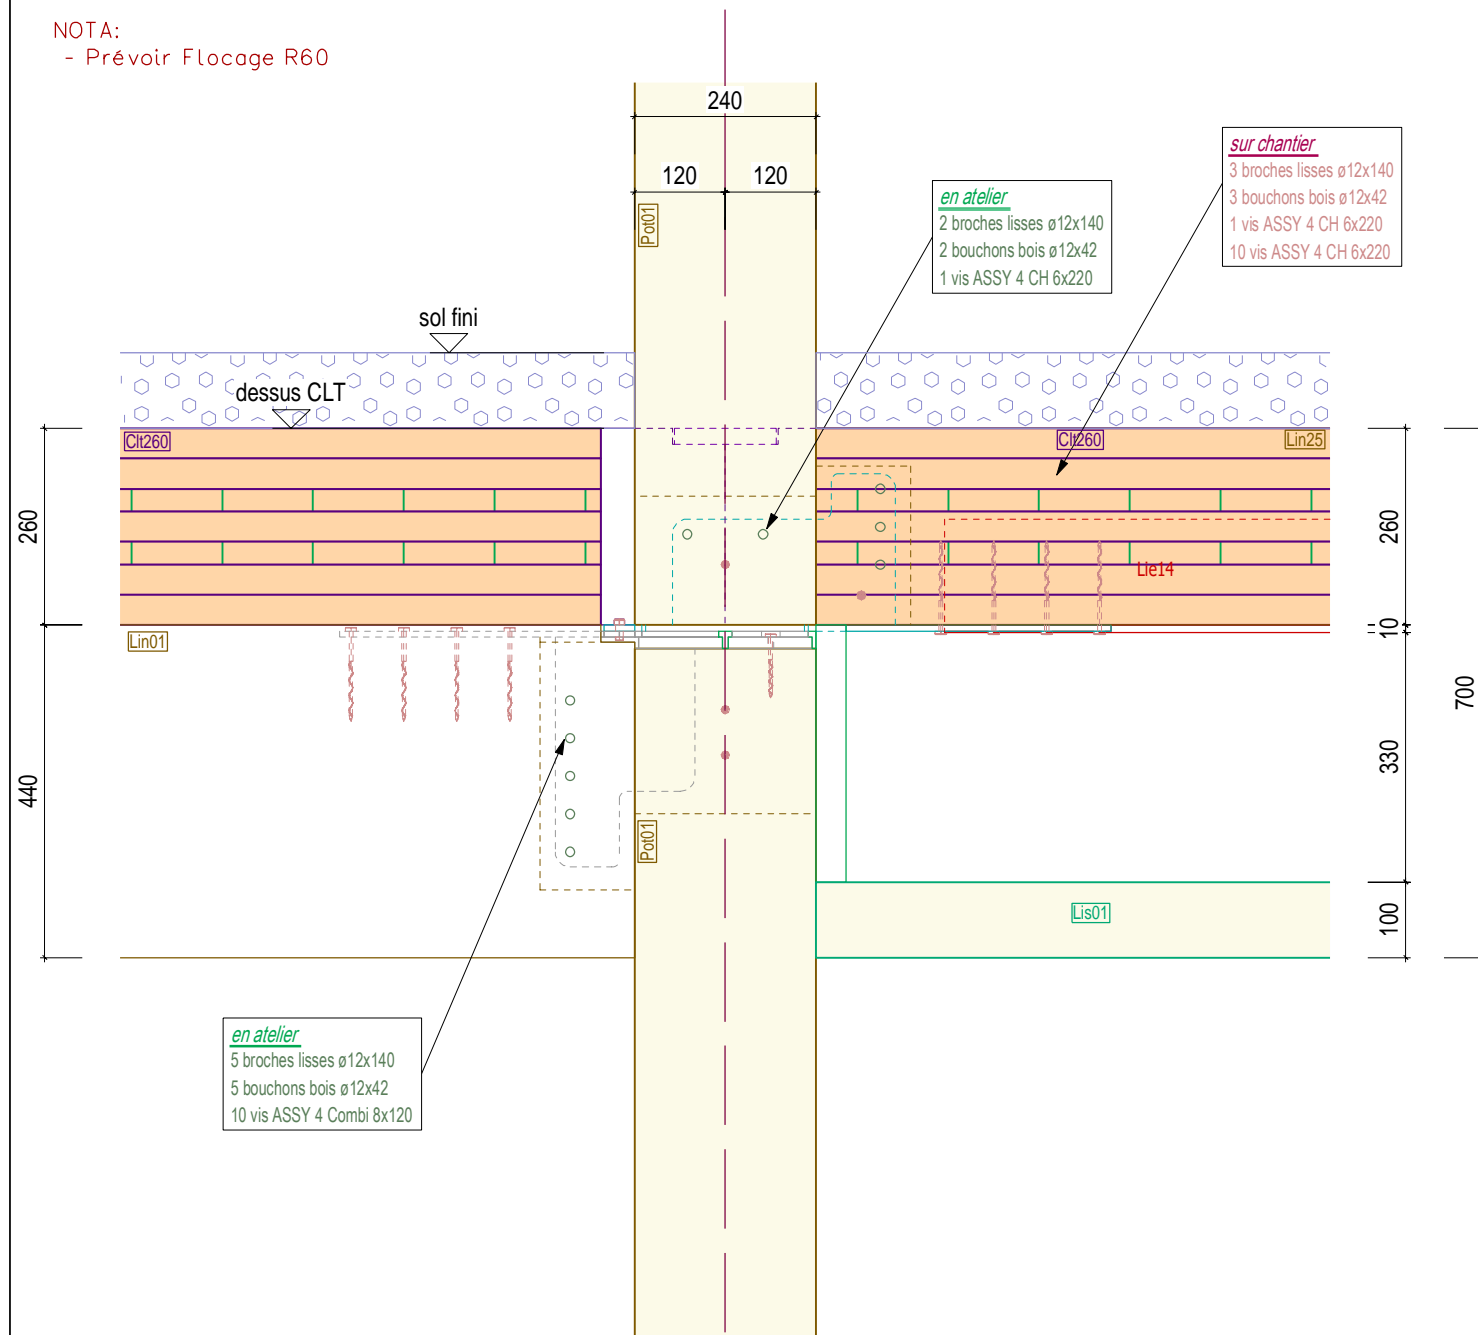 NOTA:
- Prévoir Flocage R60
240
120
120
Pot01
en atelier
2 broches lisses ø12x140
2 bouchons bois ø12x42
1 vis ASSY 4 CH 6x220
sur chantier
3 broches lisses ø12x140
3 bouchons bois ø12x42
1 vis ASSY 4 CH 6x220
10 vis ASSY 4 CH 6x220
sol fini
dessus CLT
Clt260
Clt260
Lin25
260
260
Lie14
Lin01
10
700
440
330
Pot01
Lis01
100
en atelier
5 broches lisses ø12x140
5 bouchons bois ø12x42
10 vis ASSY 4 Combi 8x120